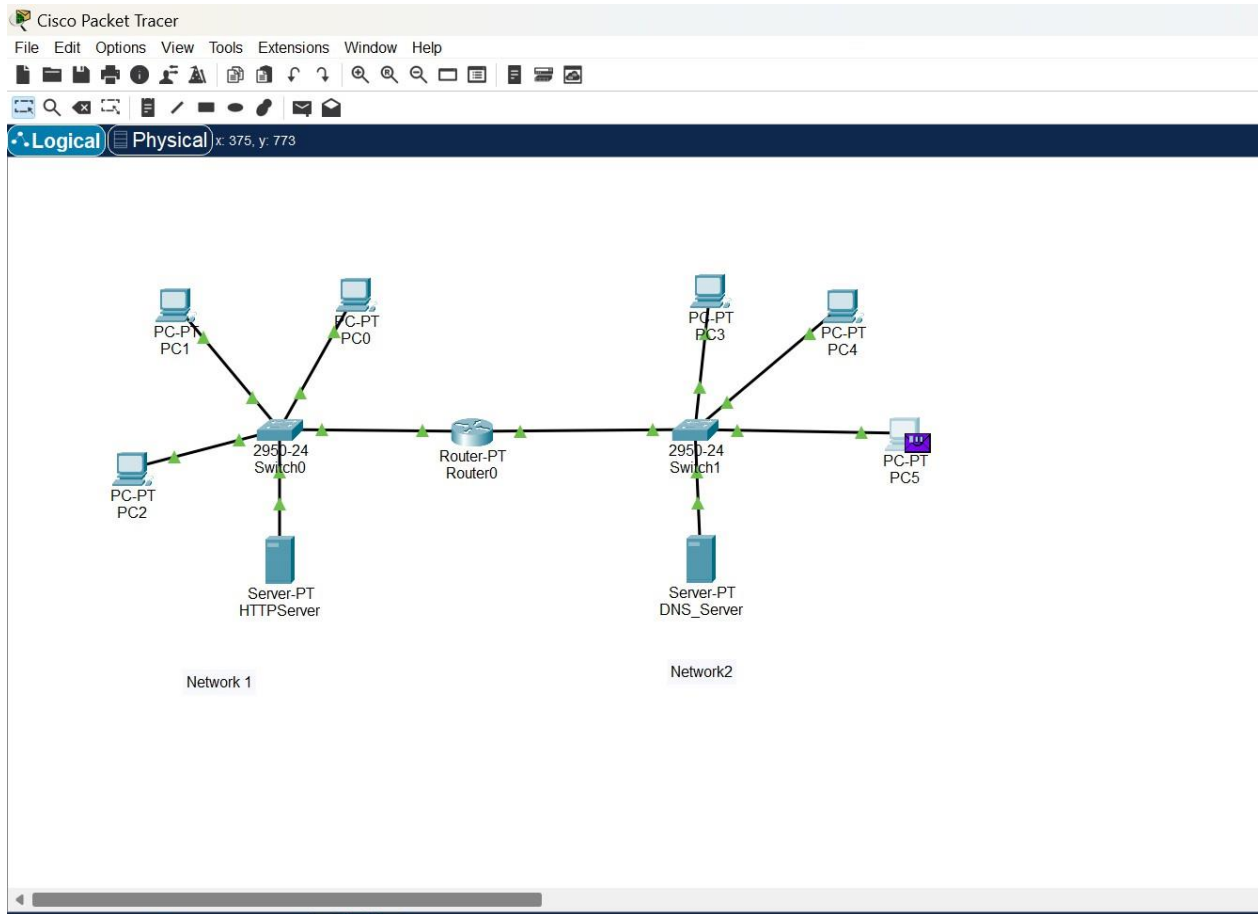 Cisco Packet Tracer
File Edit Options View Tools Extensions Window Help
Logical Physical x: 375, y: 773
PC-PT
PC1
PC-PT
PC0
PC-PT
PC3
PC-PT
PC4
2950-24
Switch0
Router-PT
Router0
2950-24
Switch1
PC-PT
PC5
PC-PT
PC2
Server-PT
HTTPServer
Server-PT
DNS_Server
Network 1
Network2